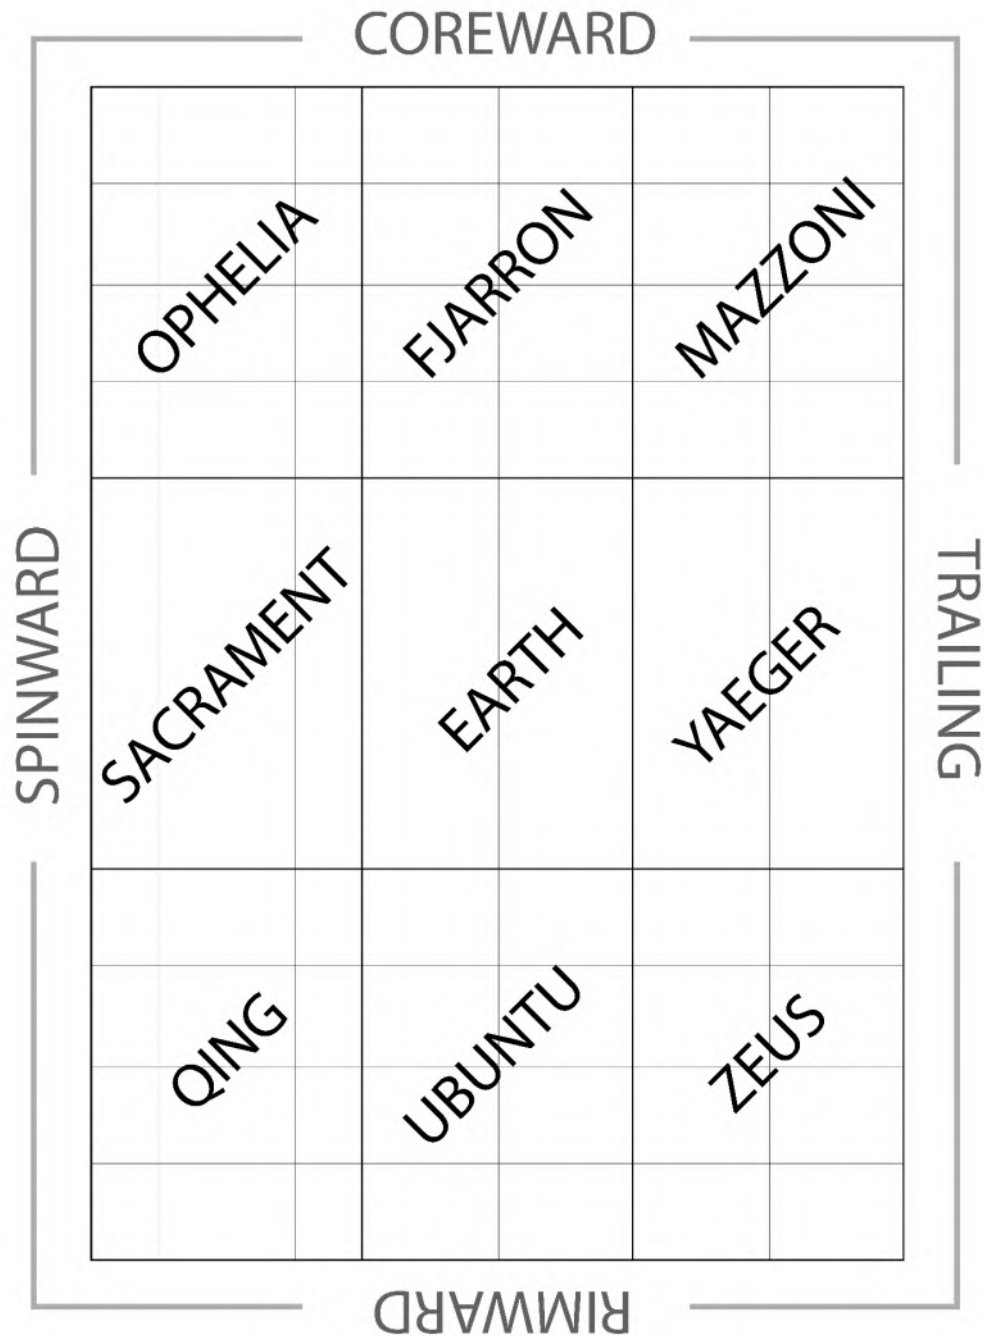 COREWARD
OPHELIA
FJARRON
MAZZONI
SPINWARD
SACRAMENT
EARTH
YAEGER
TRAILING
QING
UBUNTU
ZEUS
RIMWARD